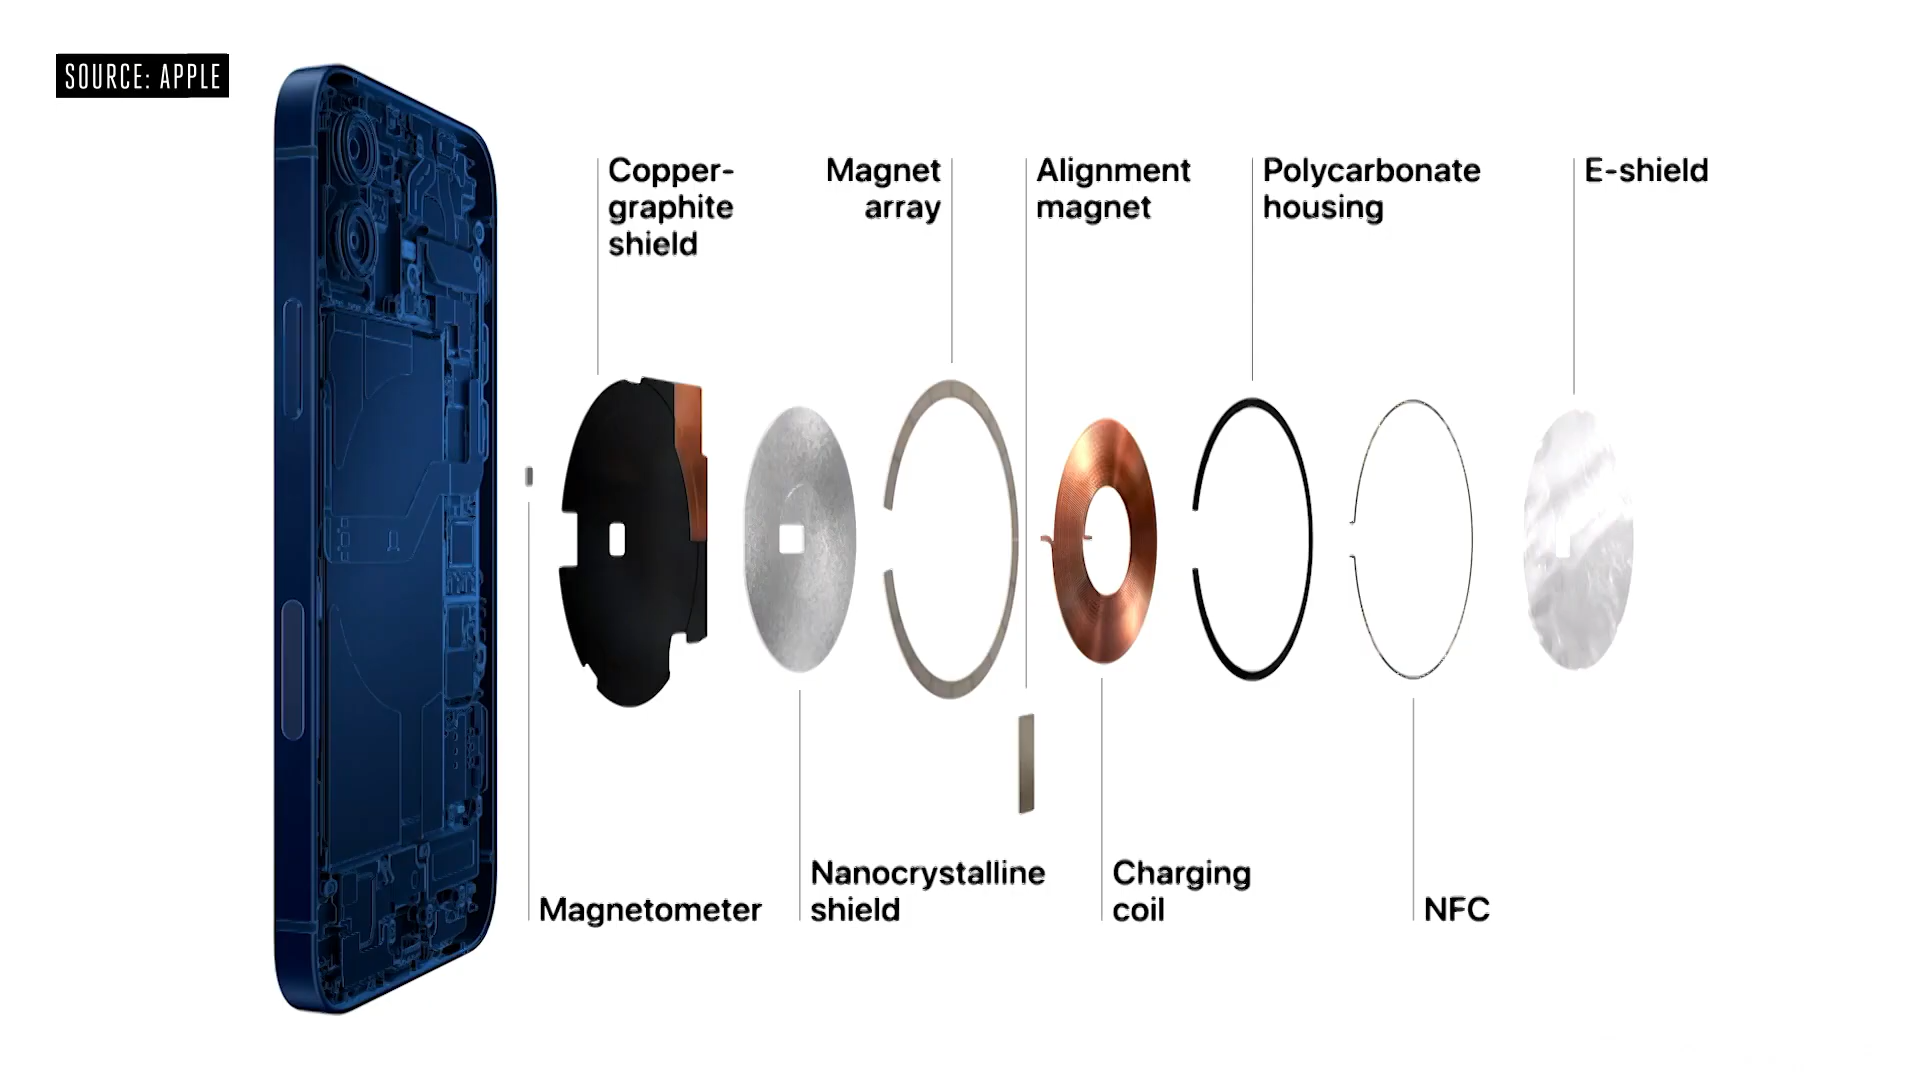 SOURCE: APPLE
Copper-
graphite
shield
Magnet
array
Alignment
magnet
Polycarbonate
housing
E-shield
Magnetometer
Nanocrystalline
shield
Charging
coil
NFC